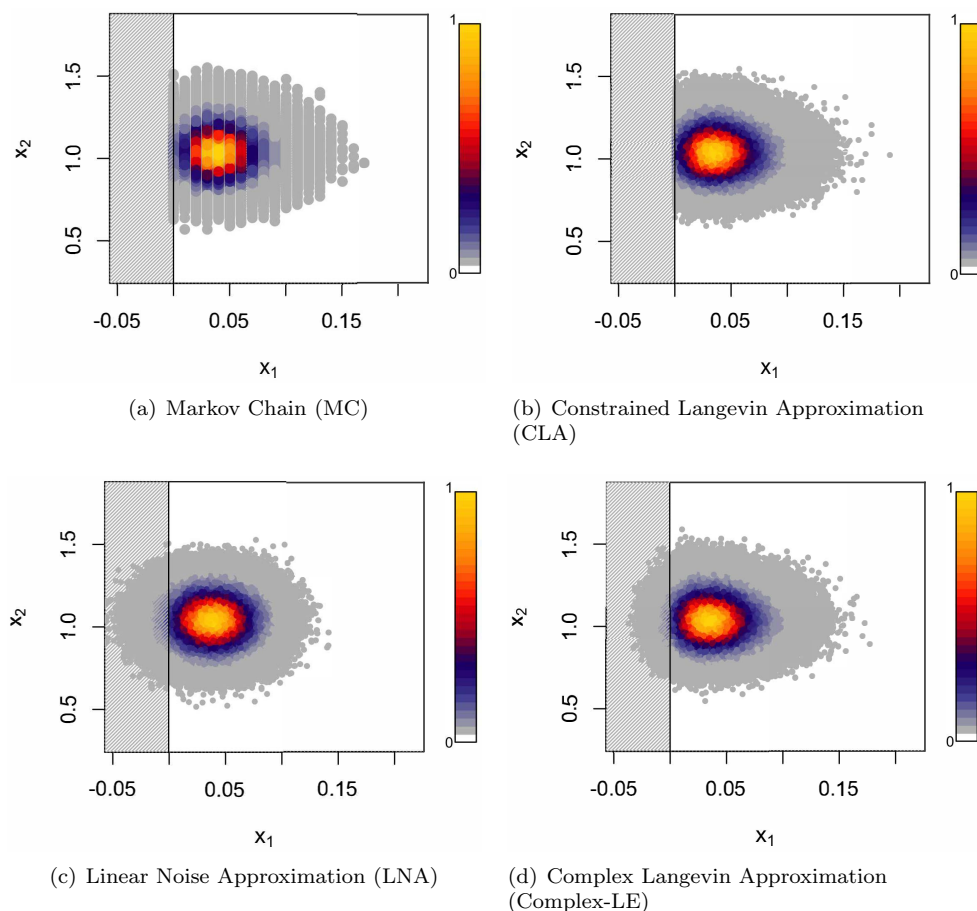 1
1.5
1.0
0.5
x2
0
-0.05
0.05
0.15
x1
(a) Markov Chain (MC)
1
1.5
1.0
0.5
x2
0
-0.05
0.05
0.15
x1
(b) Constrained Langevin Approximation
(CLA)
1
1.5
1.0
0.5
x2
0
-0.05
0.05
0.15
x1
(c) Linear Noise Approximation (LNA)
1
1.5
1.0
0.5
x2
0
-0.05
0.05
0.15
x1
(d) Complex Langevin Approximation
(Complex-LE)